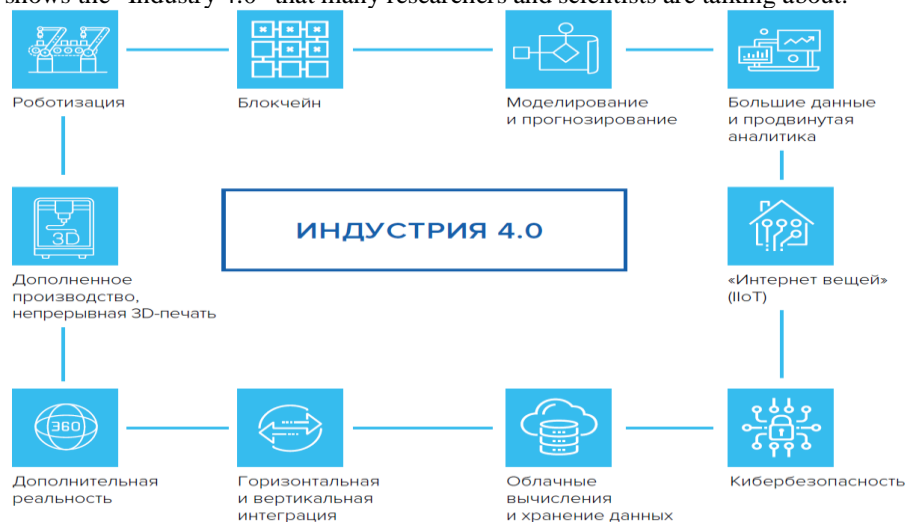 shows the "Industry 4.0" that many researchers and scientists are talking about.
Роботизация
Блокчейн
Моделирование
и прогнозирование
Большие данные
и продвинутая
аналитика
3D
ИНДУСТРИЯ 4.0
Дополненное
производство,
непрерывная 3D-печать
«Интернет вещей»
(IIoT)
360
Дополнительная
реальность
Горизонтальная
и вертикальная
интеграция
Облачные
вычисления
и хранение данных
Кибербезопасность